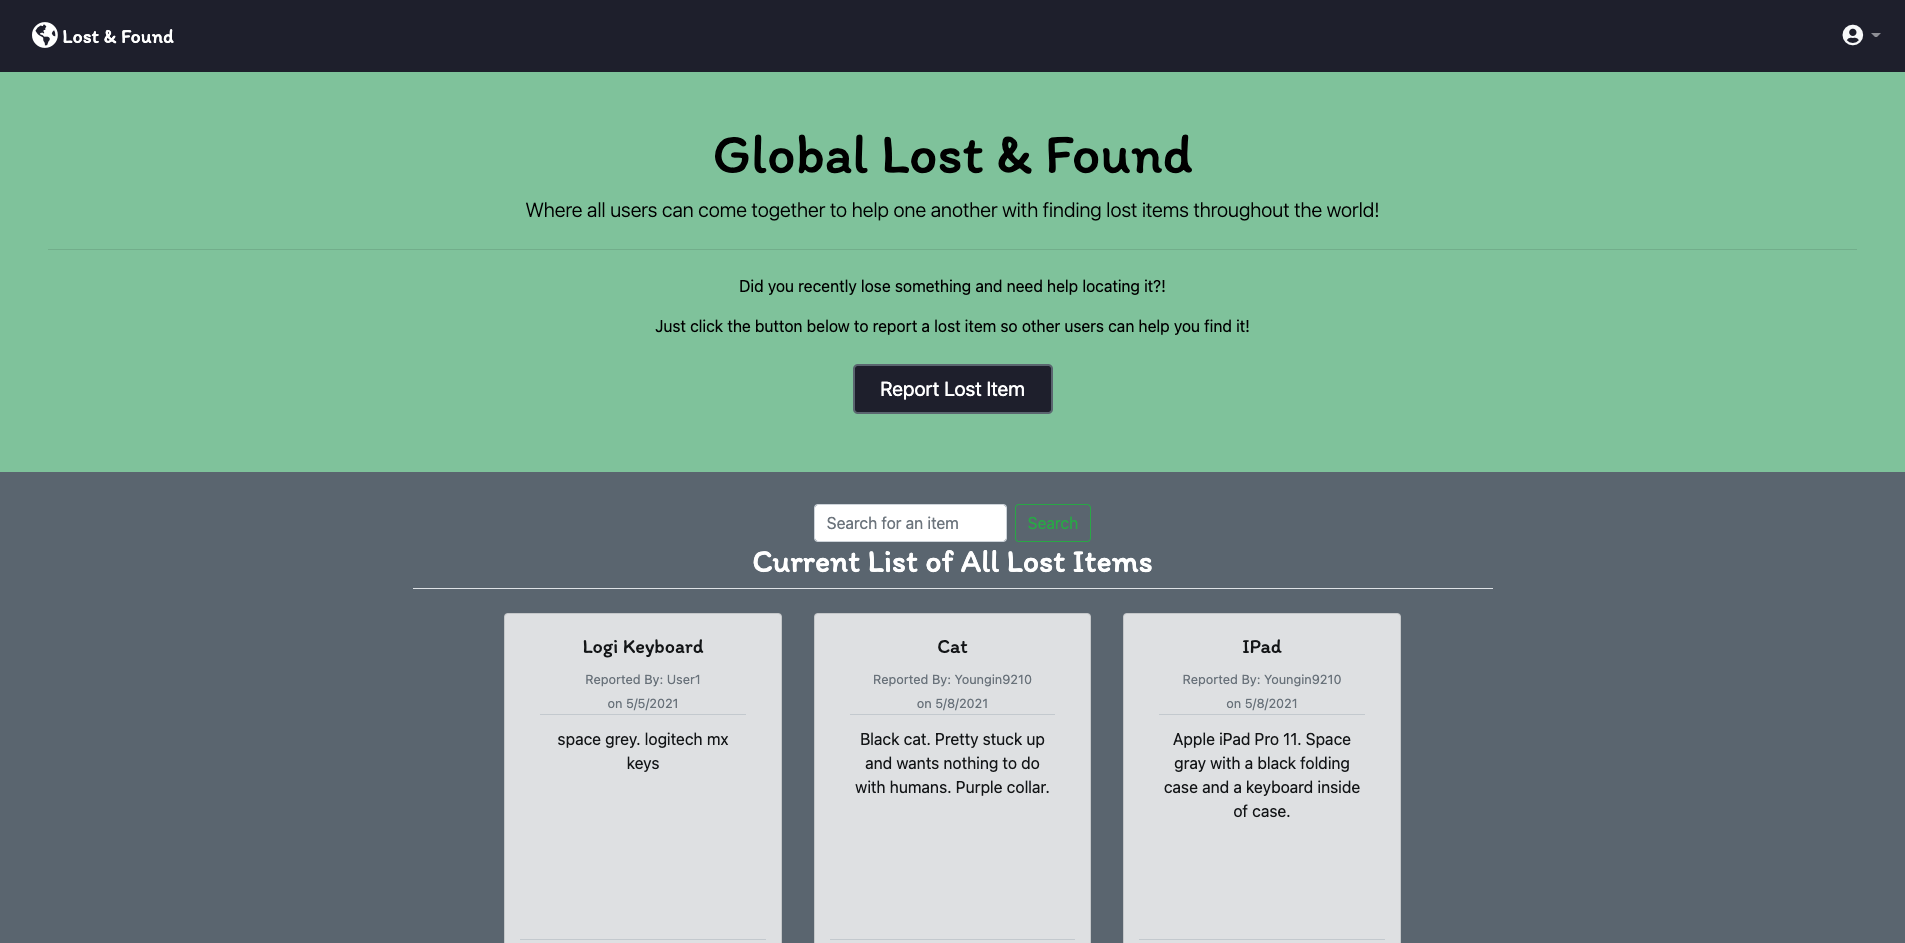 Lost & Found
Global Lost & Found
Where all users can come together to help one another with finding lost items throughout the world!
Did you recently lose something and need help locating it?!
Just click the button below to report a lost item so other users can help you find it!
Report Lost Item
Search for an item
Search
Current List of All Lost Items
Logi Keyboard
Reported By: User1
on 5/5/2021
space grey. logitech mx
keys
Cat
Reported By: Youngin9210
on 5/8/2021
Black cat. Pretty stuck up
and wants nothing to do
with humans. Purple collar.
IPad
Reported By: Youngin9210
on 5/8/2021
Apple iPad Pro 11. Space
gray with a black folding
case and a keyboard inside
of case.